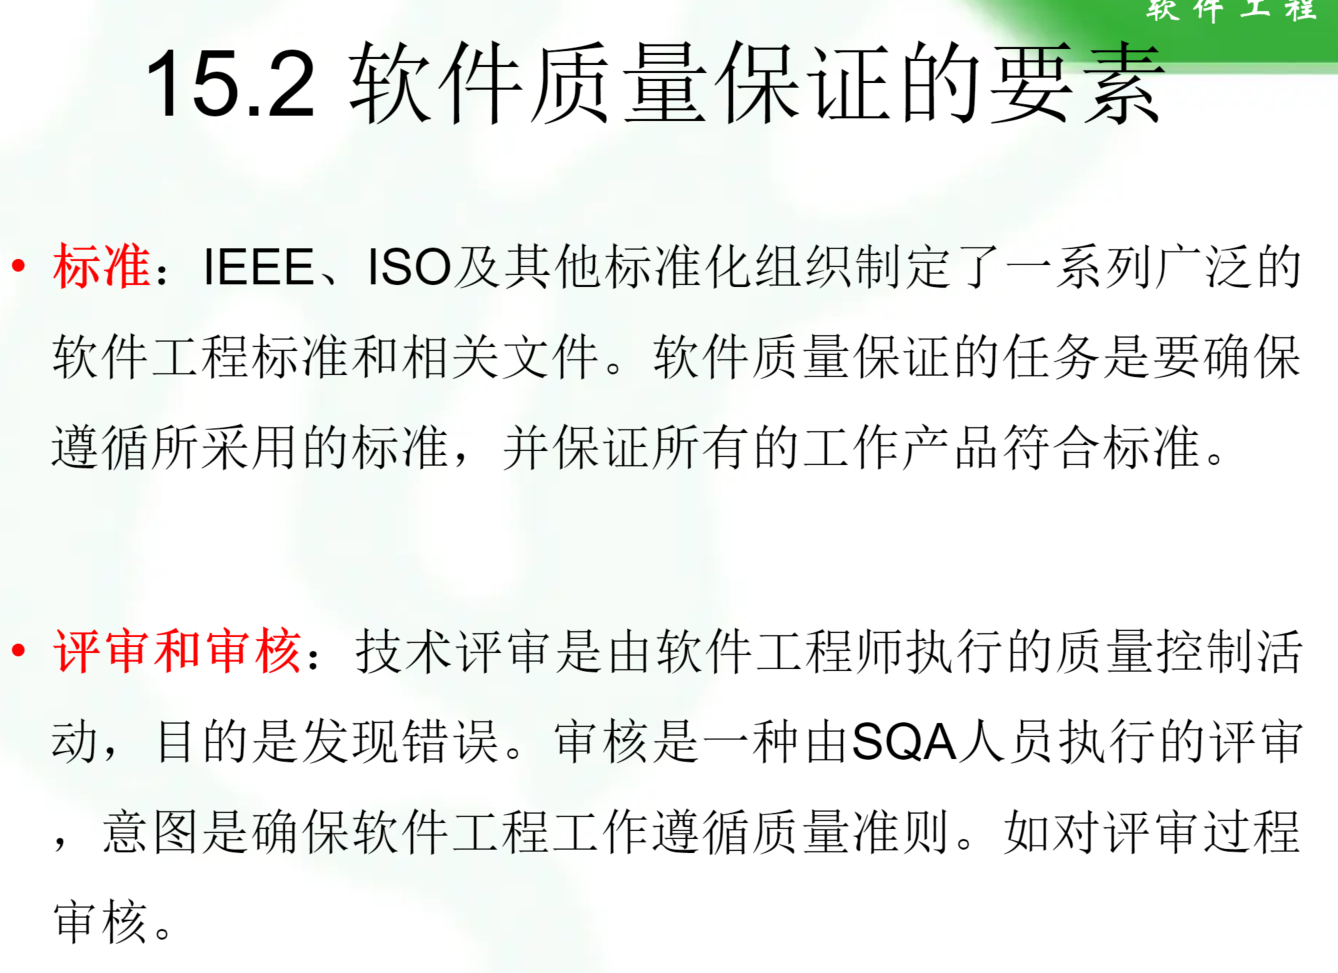 软件工程
15.2 软件质量保证的要素
• 标准：IEEE、ISO及其他标准化组织制定了一系列广泛的
软件工程标准和相关文件。软件质量保证的任务是要确保
遵循所采用的标准，并保证所有的工作产品符合标准。
• 评审和审核：技术评审是由软件工程师执行的质量控制活
动，目的是发现错误。审核是一种由SQA人员执行的评审
，意图是确保软件工程工作遵循质量准则。如对评审过程
审核。